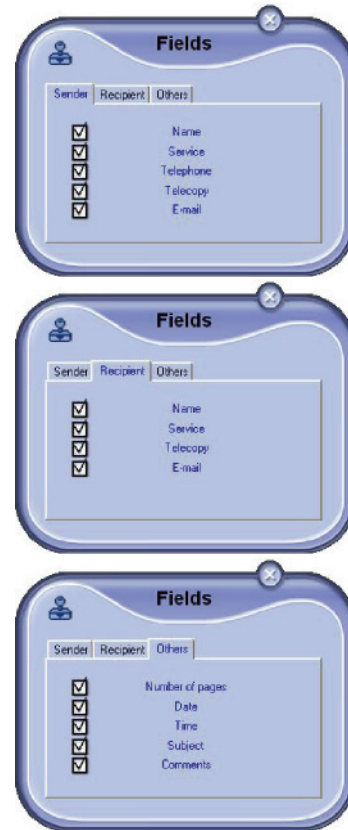 Fields
Sender Recipient Others
Name
Service
Telephone
Telecopy
E-mail
Fields
Sender Recipient Others
Name
Service
Telecopy
E-mail
Fields
Sender Recipient Others
Number of pages
Date
Time
Subject
Comments